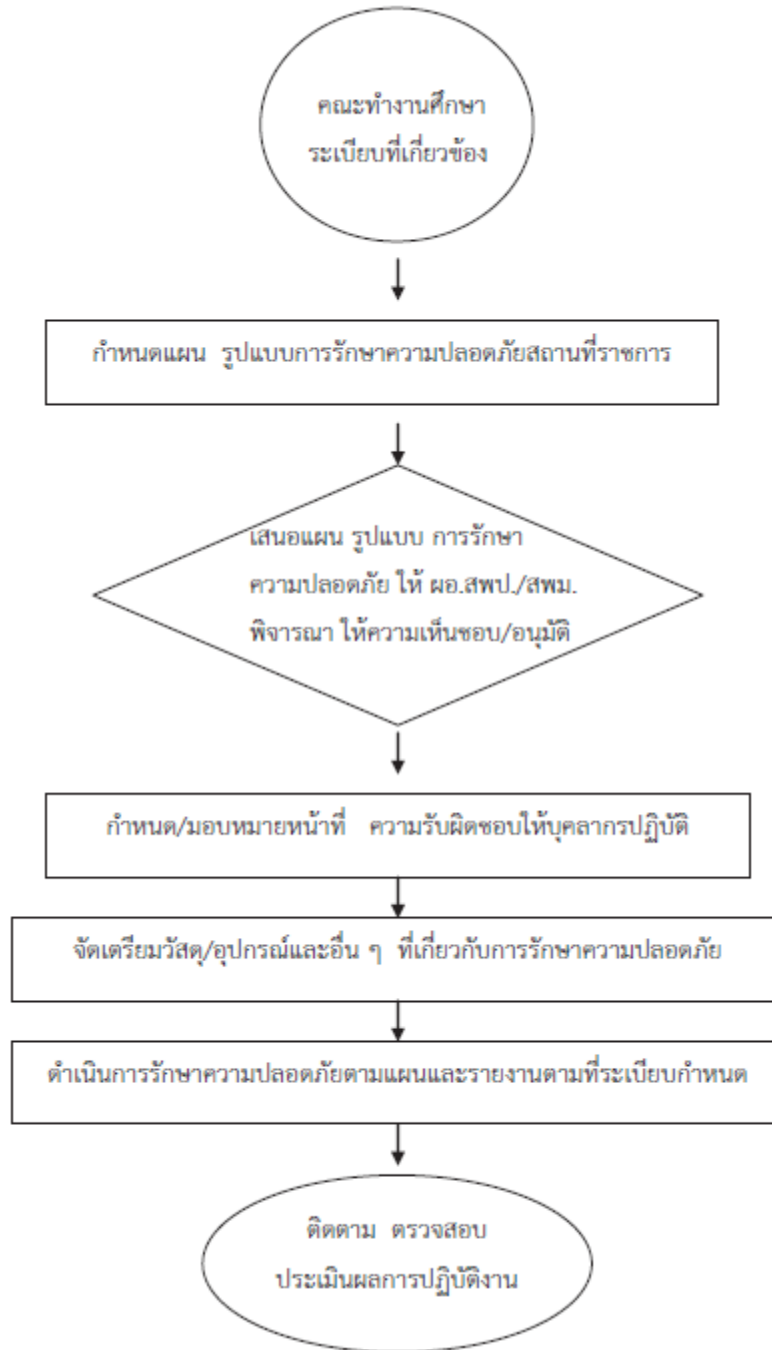 คณะทำงานศึกษา
ระเบียบที่เกี่ยวข้อง
กำหนดแผน รูปแบบการรักษาความปลอดภัยสถานที่ราชการ
เสนอแผน รูปแบบ การรักษา
ความปลอดภัย ให้ ผอ.สพป./สพม.
พิจารณา ให้ความเห็นชอบ/อนุมัติ
กำหนด/มอบหมายหน้าที่ ความรับผิดชอบให้บุคลากรปฏิบัติ
จัดเตรียมวัสดุ/อุปกรณ์และอื่น ๆ ที่เกี่ยวกับการรักษาความปลอดภัย
ดำเนินการรักษาความปลอดภัยตามแผนและรายงานตามที่ระเบียบกำหนด
ติดตาม ตรวจสอบ
ประเมินผลการปฏิบัติงาน